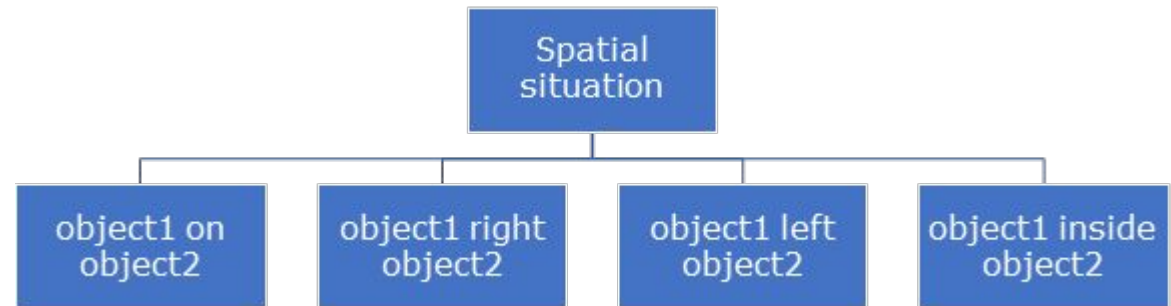 Spatial
situation
object1 on
object2
object1 right
object2
object1 left
object2
object1 inside
object2